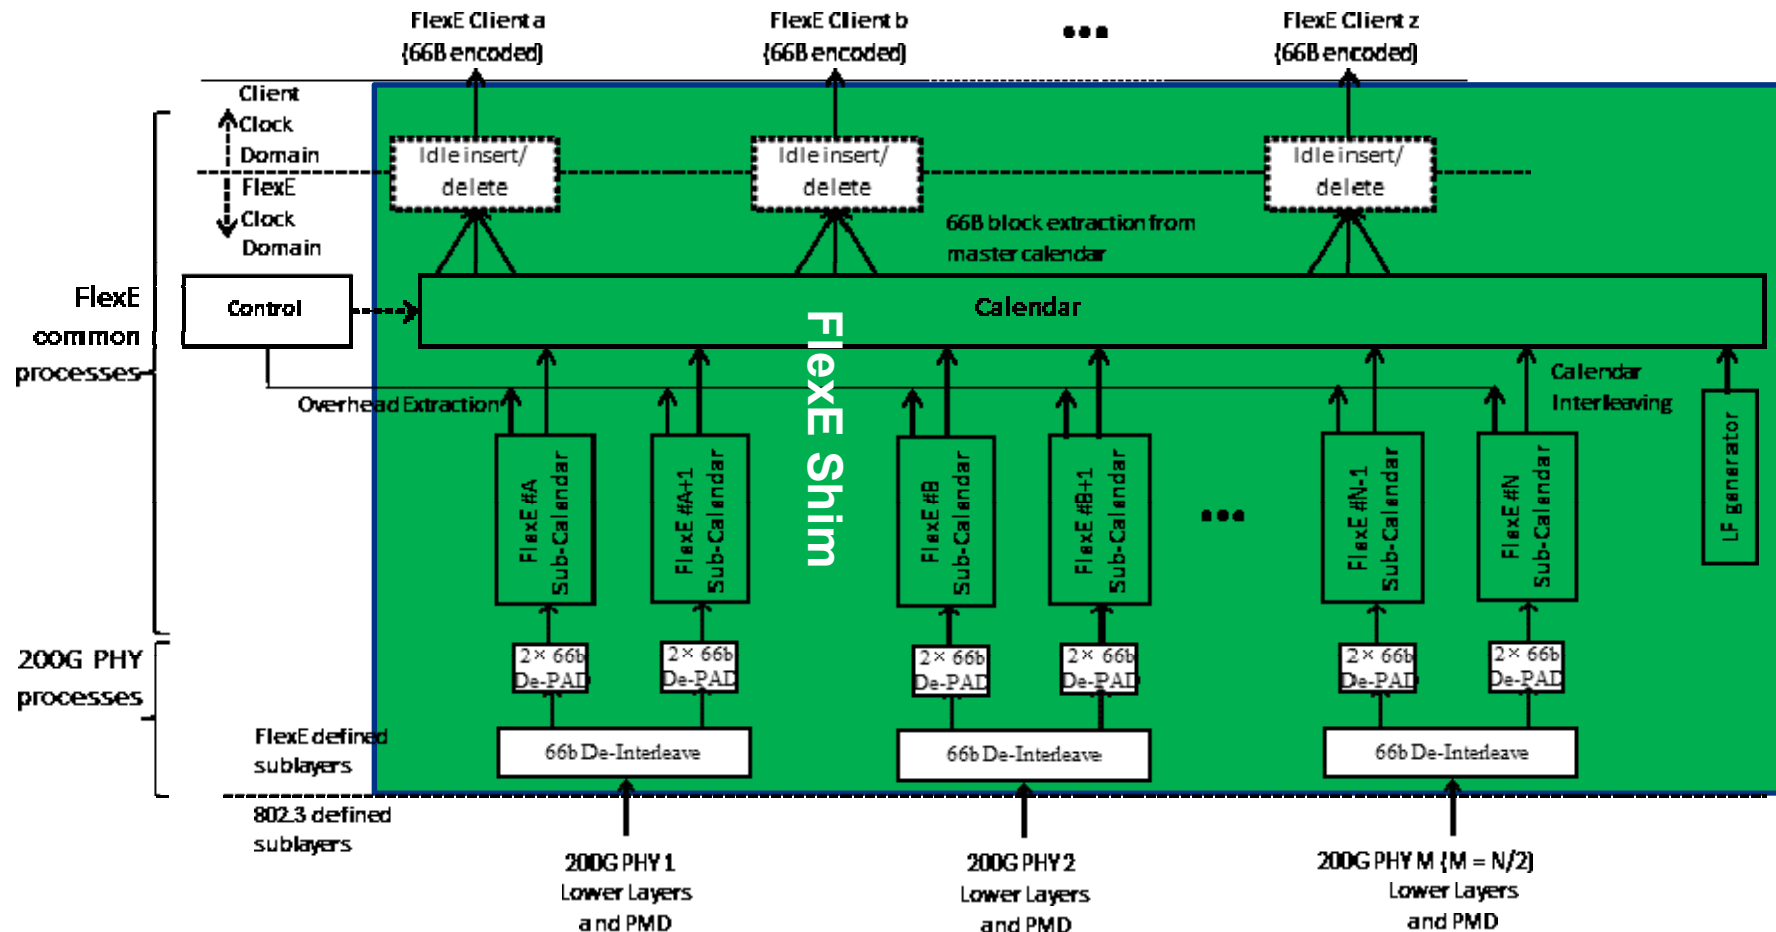 FlexE Client a
(66B encoded)
FlexE Client b
(66B encoded)
•••
FlexE Client z
(66B encoded)
Client
Clock
Domain
FlexE
Clock
Domain
Idle insert/
delete
Idle insert/
delete
Idle insert/
delete
66B block extraction from
master calendar
FlexE
common
processes
Control
Calendar
Overhead Extraction
Calendar
Interleaving
FlexE Shim
FlexE #A
Sub-Calendar
FlexE #A+1
Sub-Calendar
FlexE #B
Sub-Calendar
FlexE #B+1
Sub-Calendar
•••
FlexE #N-1
Sub-Calendar
FlexE #N
Sub-Calendar
LF generator
200G PHY
processes
2× 66b
De-PAD
2× 66b
De-PAD
2× 66b
De-PAD
2× 66b
De-PAD
2× 66b
De-PAD
2× 66b
De-PAD
66b De-Interleave
66b De-Interleave
66b De-Interleave
FlexE defined
sublayers
802.3 defined
sublayers
200G PHY 1
Lower Layers
and PMD
200G PHY 2
Lower Layers
and PMD
200G PHY M (M = N/2)
Lower Layers
and PMD